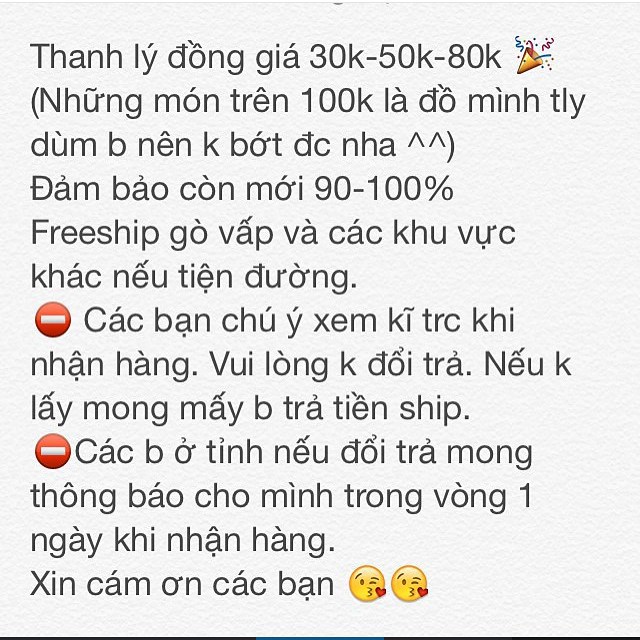 Thanh lý đồng giá 30k-50k-80k 🎉
(Những món trên 100k là đồ mình tly
dùm b nên k bớt đc nha ^^)
Đảm bảo còn mới 90-100%
Freeship gò vấp và các khu vực
khác nếu tiện đường.
⛔ Các bạn chú ý xem kĩ trc khi
nhận hàng. Vui lòng k đổi trả. Nếu k
lấy mong mấy b trả tiền ship.
⛔Các b ở tỉnh nếu đổi trả mong
thông báo cho mình trong vòng 1
ngày khi nhận hàng.
Xin cám ơn các bạn 😘😘